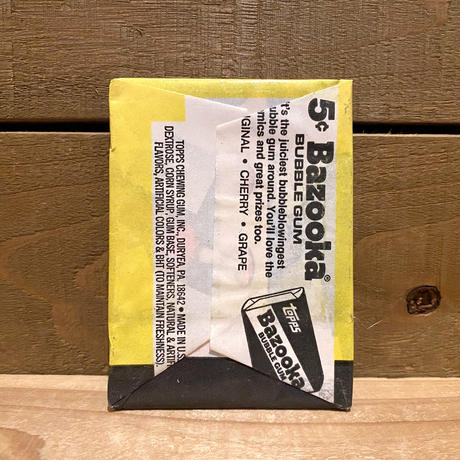 5¢ Bazooka®
BUBBLE GUM
t's the juiciest bubbleblowingest
ubble gum around. You'll love the
mics and great prizes too.
GINAL • CHERRY • GRAPE
topps
Bazooka
BUBBLE GUM
TOPPS CHEWING GUM, INC., DURYEA, PA. 18642 • MADE IN U.S.
DEXTROSE, CORN SYRUP, GUM BASE, SOFTENERS, NATURAL & ARTIF
FLAVORS, ARTIFICIAL COLORS & BHT (TO MAINTAIN FRESHNESS).